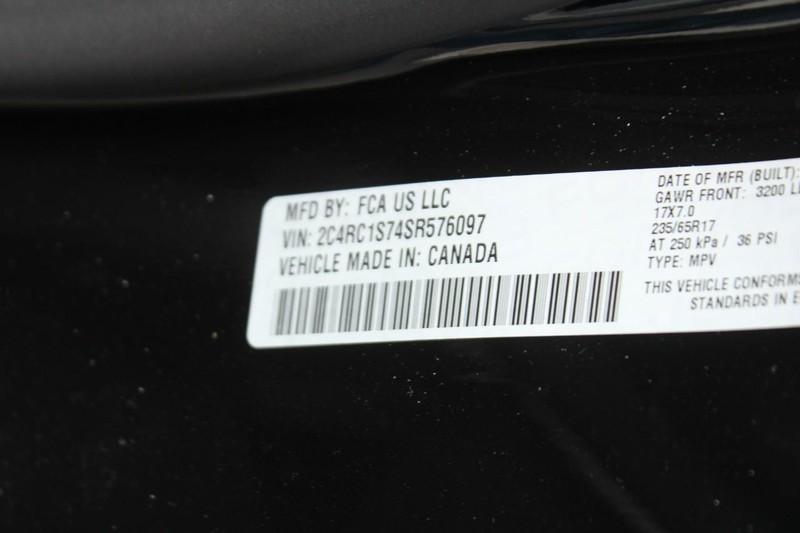 MFD BY: FCA US LLC
VIN: 2C4RC1S74SR576097
VEHICLE MADE IN: CANADA
DATE OF MFR (BUILT):
GAWR FRONT: 3200
17X7.0
235/65R17
AT 250 kPa / 36 PSI
TYPE: MPV
THIS VEHICLE CONFORMS
STANDARDS IN